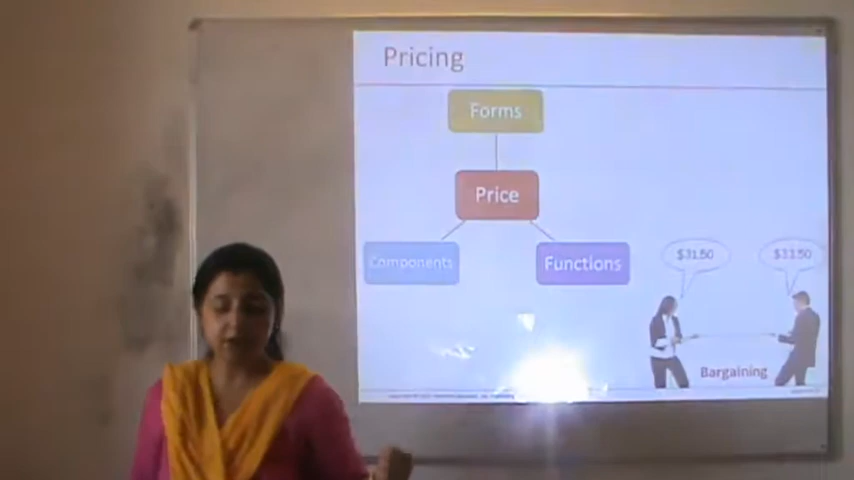 Pricing
Forms
Price
Components
Functions
$31.50
$33.50
Bargaining